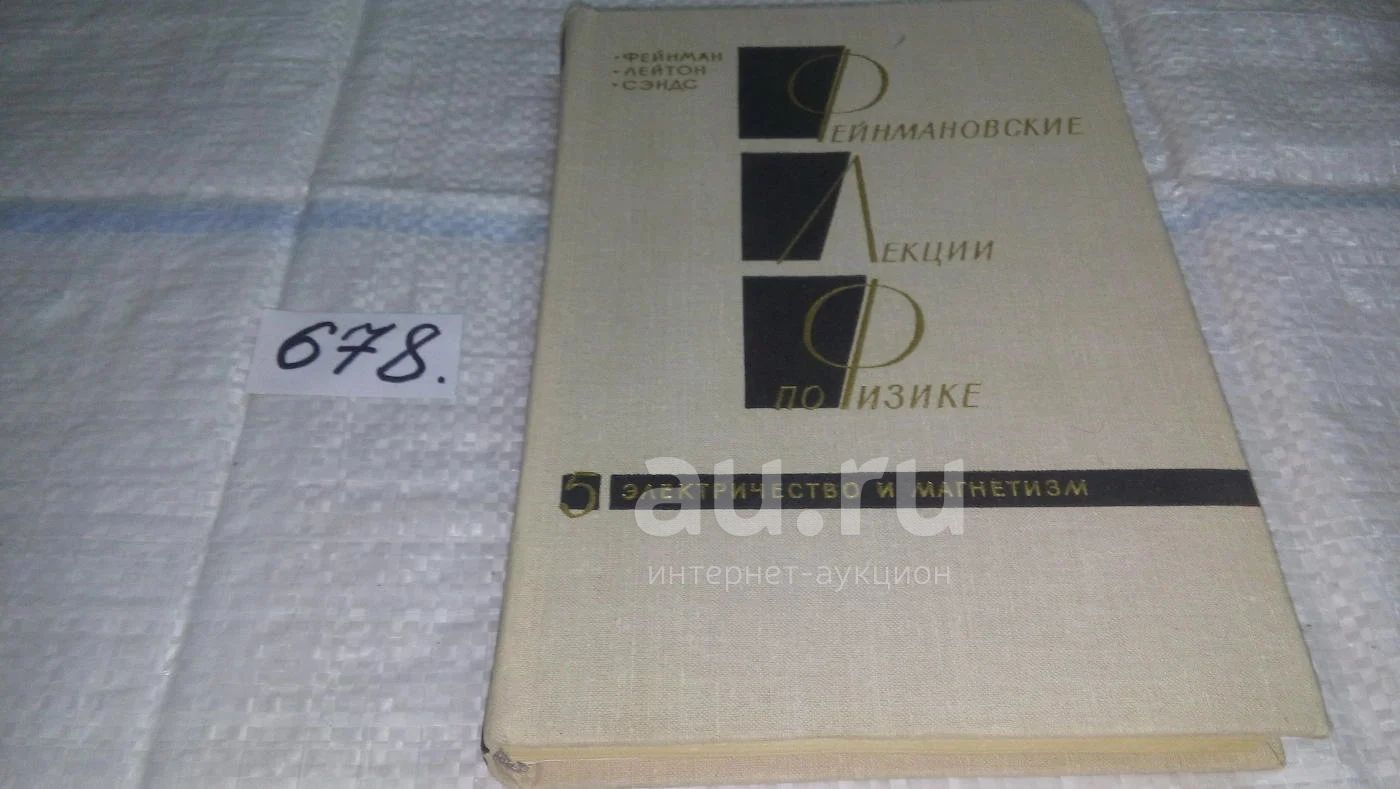 ·ФЕЙНМАН
·ЛЕЙТОН
·СЭНДС
ФЕЙНМАНОВСКИЕ
ЛЕКЦИИ
ПО ФИЗИКЕ
678.
5 ЭЛЕКТРИЧЕСТВО И МАГНЕТИЗМ
au.ru
интернет-аукцион